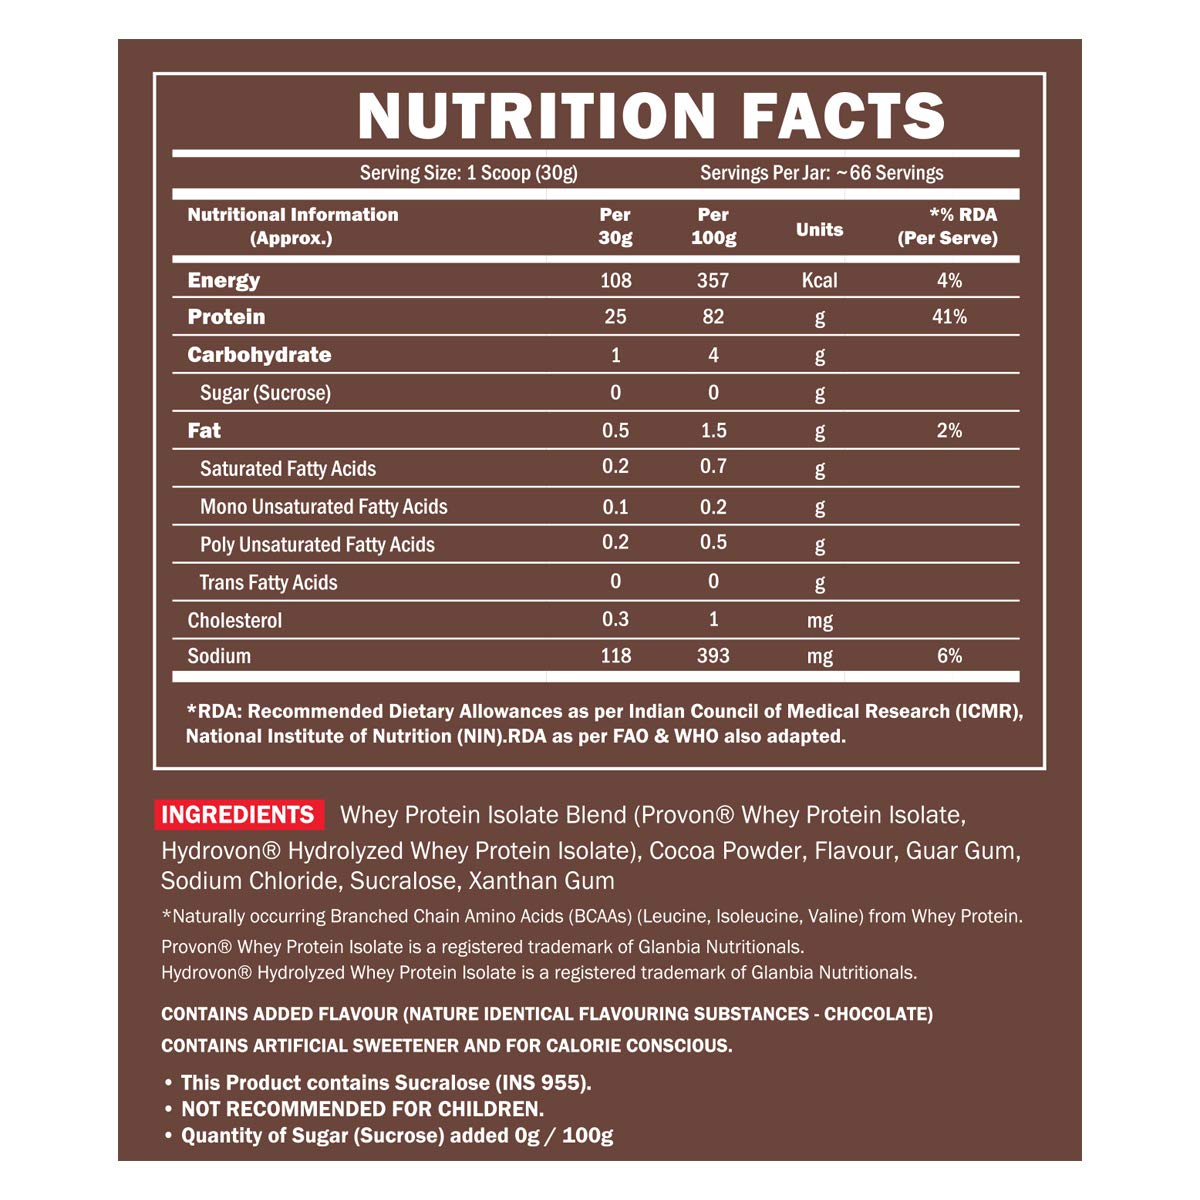 NUTRITION FACTS
Serving Size: 1 Scoop (30g) Servings Per Jar: ~66 Servings
Nutritional Information (Approx.) Per 30g Per 100g Units *% RDA (Per Serve)
Energy 108 357 Kcal 4%
Protein 25 82 g 41%
Carbohydrate 1 4 g
Sugar (Sucrose) 0 0 g
Fat 0.5 1.5 g 2%
Saturated Fatty Acids 0.2 0.7 g
Mono Unsaturated Fatty Acids 0.1 0.2 g
Poly Unsaturated Fatty Acids 0.2 0.5 g
Trans Fatty Acids 0 0 g
Cholesterol 0.3 1 mg
Sodium 118 393 mg 6%
*RDA: Recommended Dietary Allowances as per Indian Council of Medical Research (ICMR),
National Institute of Nutrition (NIN).RDA as per FAO & WHO also adapted.
INGREDIENTS Whey Protein Isolate Blend (Provon® Whey Protein Isolate,
Hydrovon® Hydrolyzed Whey Protein Isolate), Cocoa Powder, Flavour, Guar Gum,
Sodium Chloride, Sucralose, Xanthan Gum
*Naturally occurring Branched Chain Amino Acids (BCAAs) (Leucine, Isoleucine, Valine) from Whey Protein.
Provon® Whey Protein Isolate is a registered trademark of Glanbia Nutritionals.
Hydrovon® Hydrolyzed Whey Protein Isolate is a registered trademark of Glanbia Nutritionals.
CONTAINS ADDED FLAVOUR (NATURE IDENTICAL FLAVOURING SUBSTANCES - CHOCOLATE)
CONTAINS ARTIFICIAL SWEETENER AND FOR CALORIE CONSCIOUS.
• This Product contains Sucralose (INS 955).
• NOT RECOMMENDED FOR CHILDREN.
• Quantity of Sugar (Sucrose) added 0g / 100g